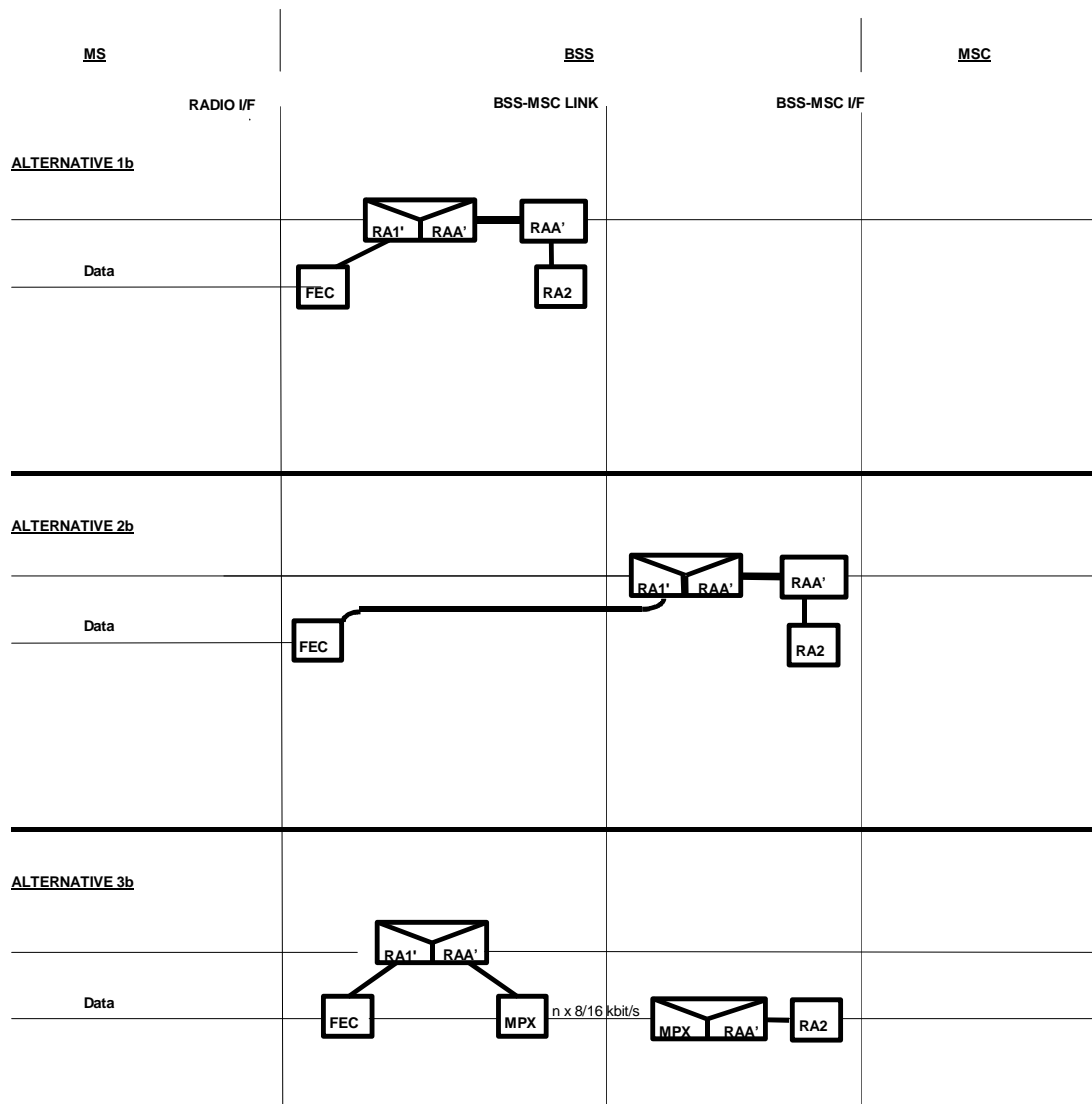 MS BSS MSC
RADIO I/F BSS-MSC LINK BSS-MSC I/F
ALTERNATIVE 1b
RA1' RAA’ RAA’
Data
FEC RA2
ALTERNATIVE 2b
RA1' RAA’ RAA’
Data
FEC RA2
ALTERNATIVE 3b
RA1' RAA’
Data
FEC MPX n x 8/16 kbit/s MPX RAA’ RA2